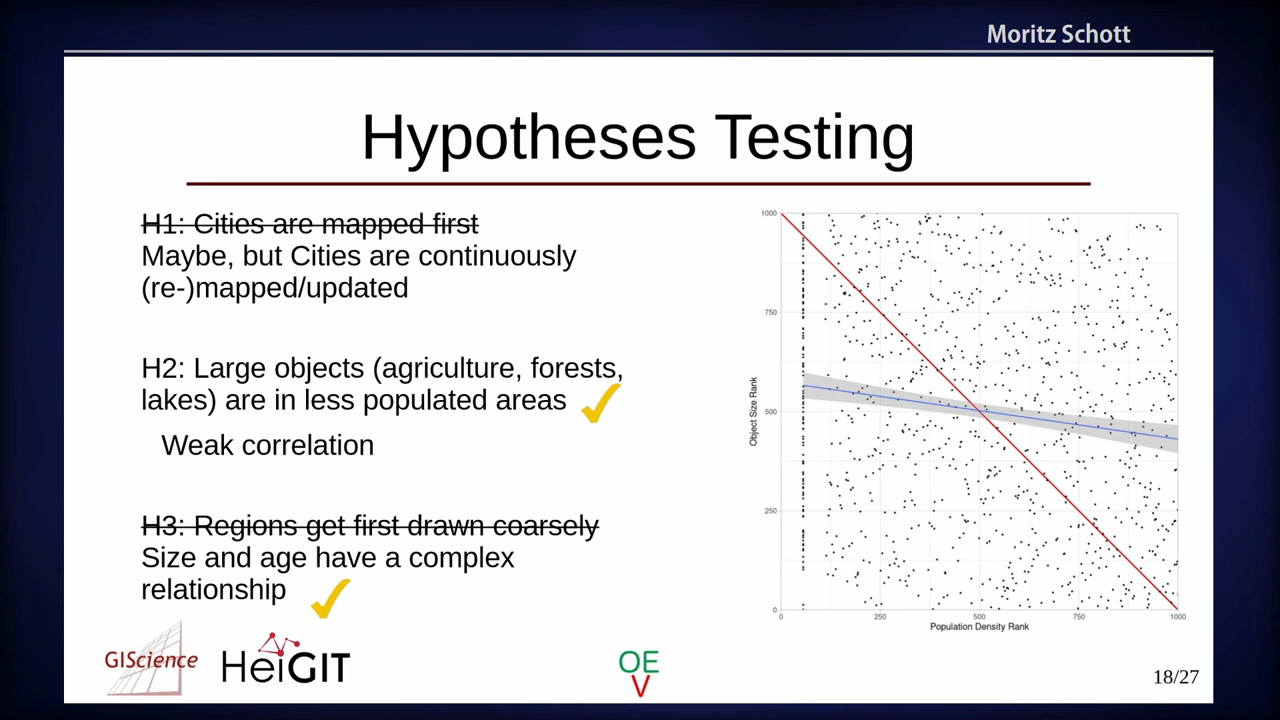 Moritz Schott
Hypotheses Testing
H1: Cities are mapped first
Maybe, but Cities are continuously
(re-)mapped/updated
H2: Large objects (agriculture, forests,
lakes) are in less populated areas
Weak correlation
H3: Regions get first drawn coarsely
Size and age have a complex
relationship
1000
750
500
250
0
Object Size Rank
0 250 500 750 1000
Population Density Rank
GIScience
HeiGIT
OE
V
18/27